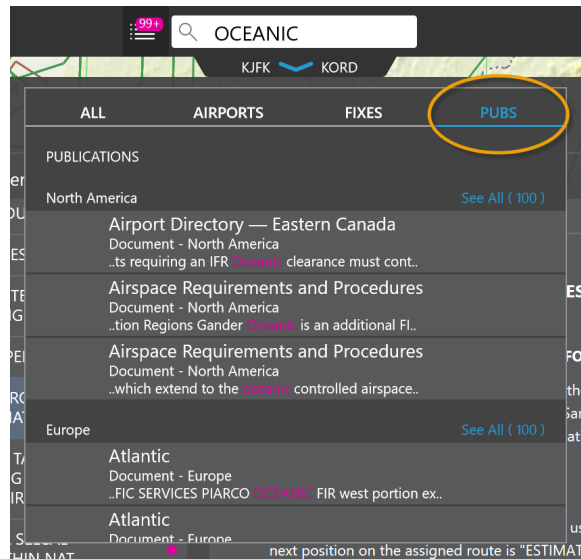 99+
OCEANIC
KJFK KORD
ALL AIRPORTS FIXES PUBS
PUBLICATIONS
North America See All ( 100 )
Airport Directory — Eastern Canada
Document - North America
..ts requiring an IFR Oceanic clearance must cont..
Airspace Requirements and Procedures
Document - North America
..tion Regions Gander Oceanic is an additional FI..
Airspace Requirements and Procedures
Document - North America
..which extend to the oceanic controlled airspace..
Europe See All ( 100 )
Atlantic
Document - Europe
..FIC SERVICES PIARCO OCEANIC FIR west portion ex..
Atlantic
Document - Europe
next position on the assigned route is "ESTIMAT